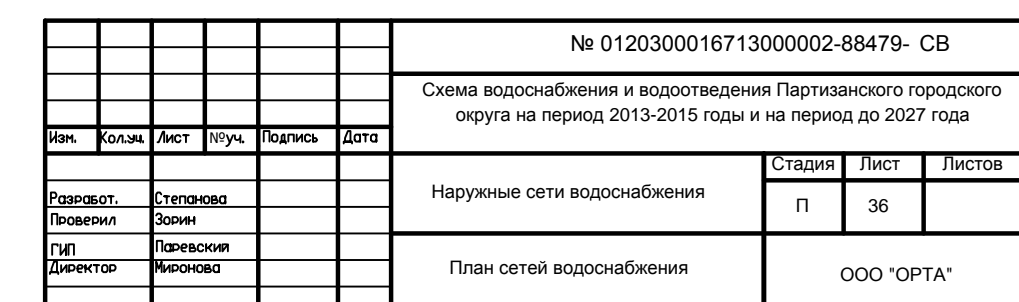 № 0120300016713000002-88479- СВ
Схема водоснабжения и водоотведения Партизанского городского
округа на период 2013-2015 годы и на период до 2027 года
Изм. Кол.уч. Лист №уч. Подпись Дата
Наружные сети водоснабжения
Стадия Лист Листов
П 36
Разработ. Степанова
Проверил Зорин
ГИП Паревский
Директор Миронова
План сетей водоснабжения
ООО "ОРТА"